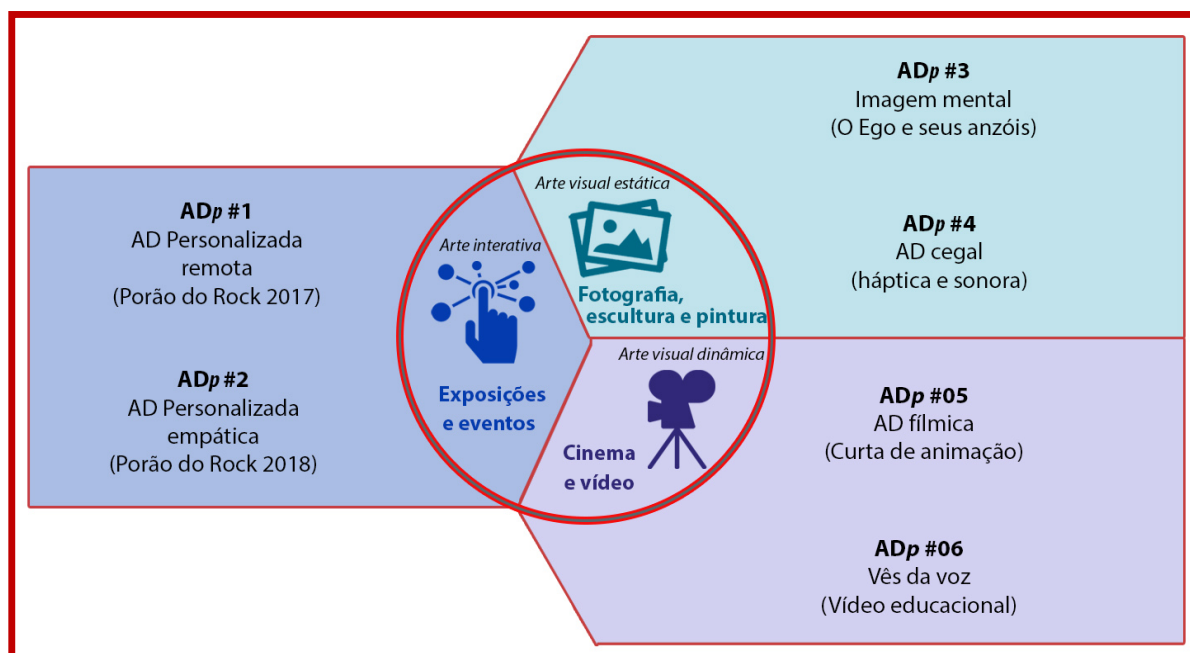 ADp #1
AD Personalizada
remota
(Porão do Rock 2017)
ADp #2
AD Personalizada
empática
(Porão do Rock 2018)
Arte interativa
Exposições
e eventos
Arte visual estática
Fotografia,
escultura e pintura
Arte visual dinâmica
Cinema
e vídeo
ADp #3
Imagem mental
(O Ego e seus anzóis)
ADp #4
AD cegal
(háptica e sonora)
ADp #05
AD fílmica
(Curta de animação)
ADp #06
Vês da voz
(Vídeo educacional)